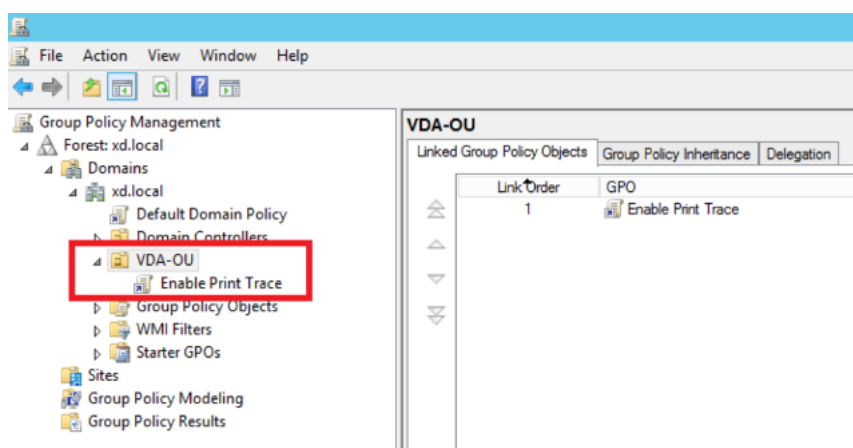 File Action View Window Help
Group Policy Management
Forest: xd.local
Domains
xd.local
Default Domain Policy
Domain Controllers
VDA-OU
Enable Print Trace
Group Policy Objects
WMI Filters
Starter GPOs
Sites
Group Policy Modeling
Group Policy Results
VDA-OU
Linked Group Policy Objects Group Policy Inheritance Delegation
Link Order GPO
1 Enable Print Trace